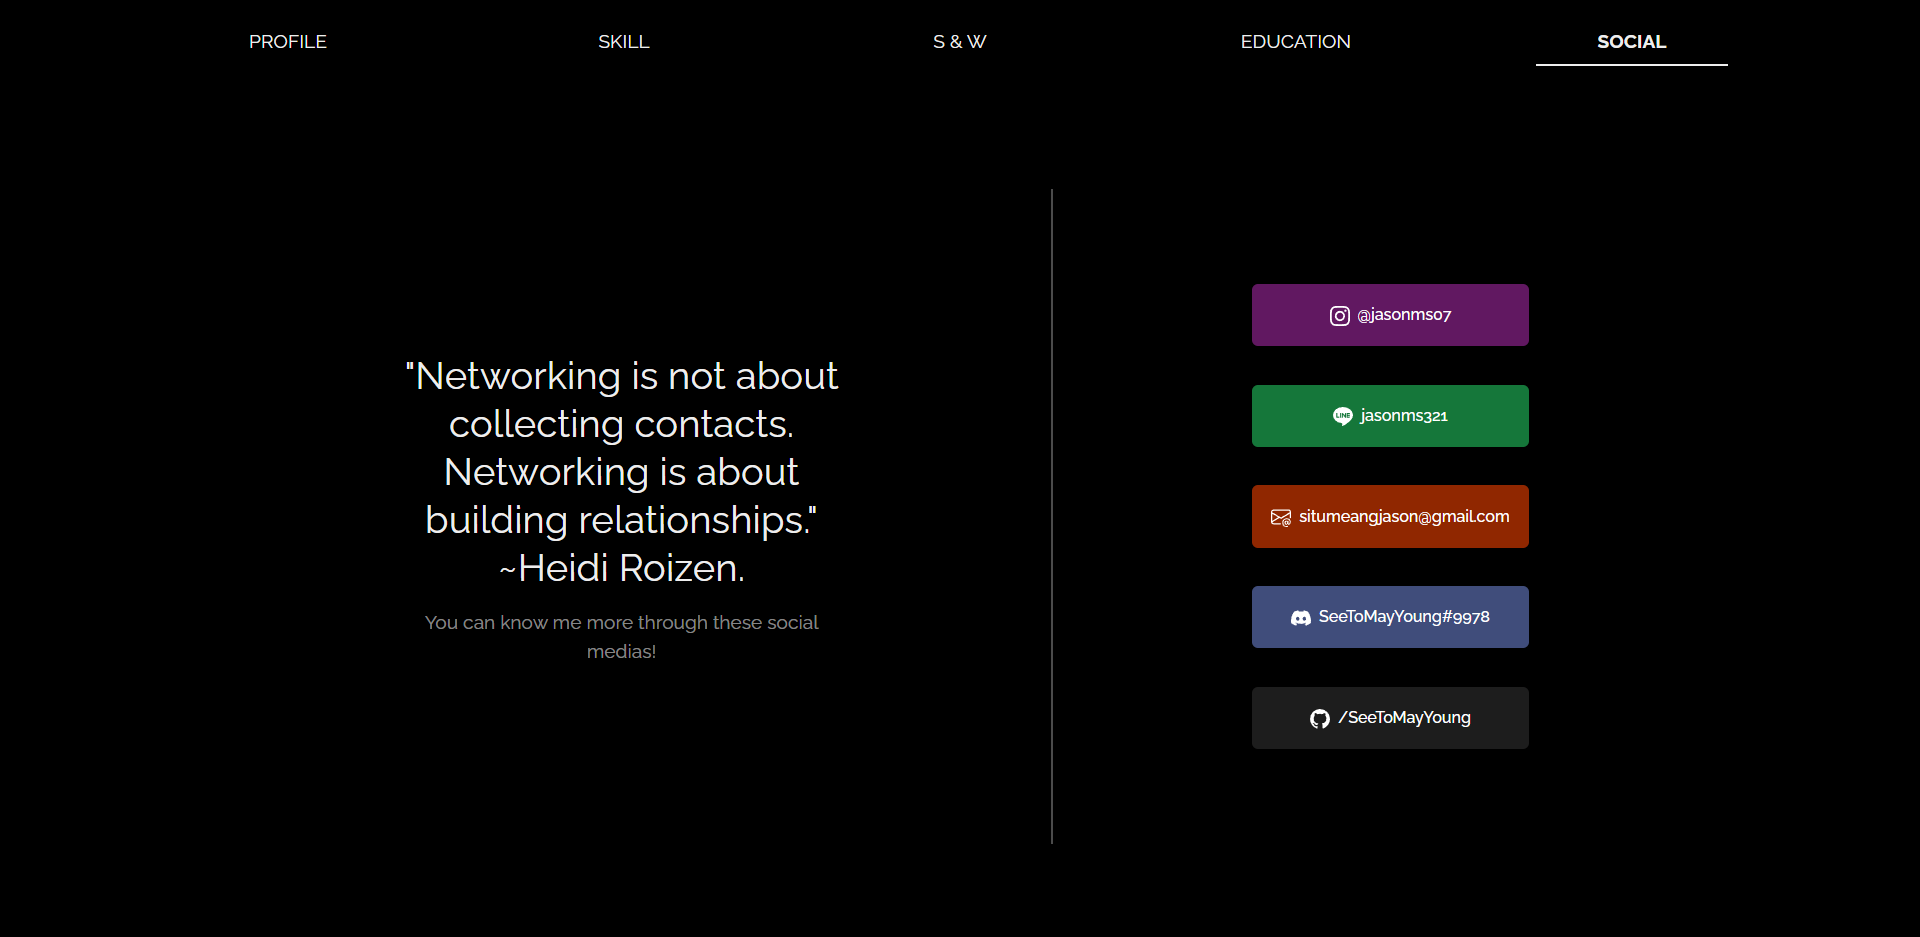 PROFILE
SKILL
S & W
EDUCATION
SOCIAL
"Networking is not about
collecting contacts.
Networking is about
building relationships."
~Heidi Roizen.
You can know me more through these social
medias!
@jasonms07
LINE jasonms321
situmeangjason@gmail.com
SeeToMayYoung#9978
/SeeToMayYoung